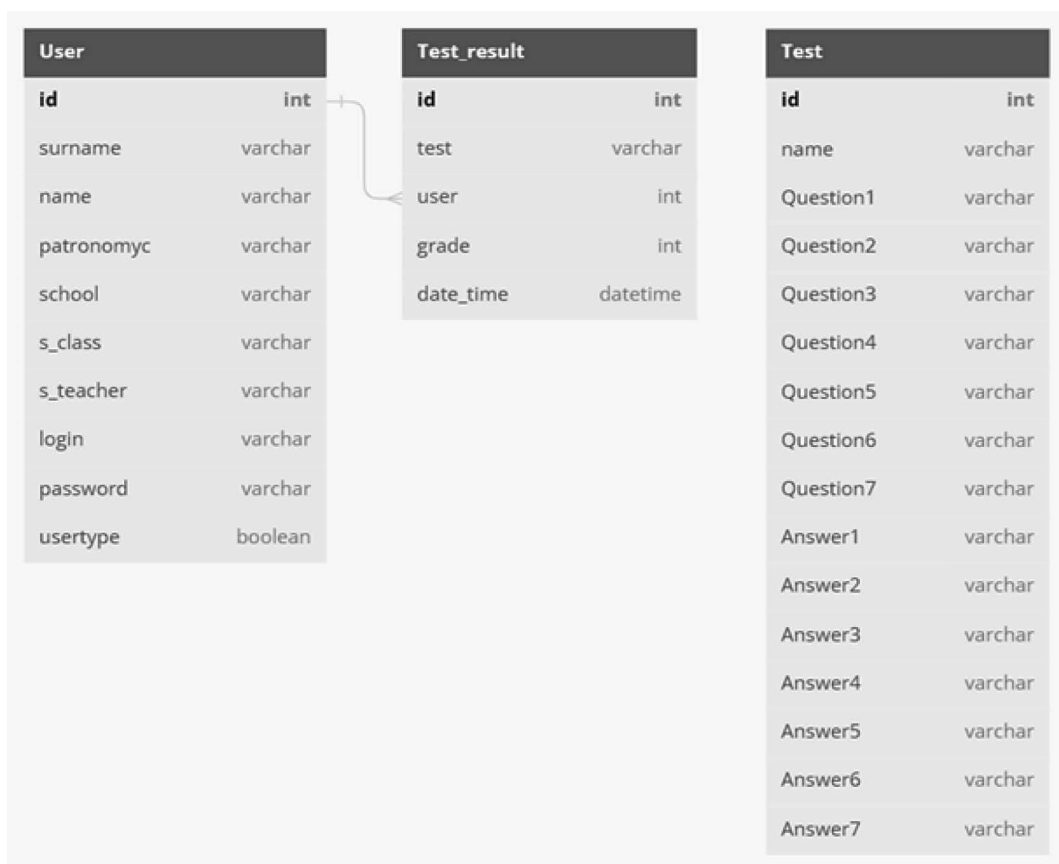 User
id int
surname varchar
name varchar
patronomyc varchar
school varchar
s_class varchar
s_teacher varchar
login varchar
password varchar
usertype boolean
Test_result
id int
test varchar
user int
grade int
date_time datetime
Test
id int
name varchar
Question1 varchar
Question2 varchar
Question3 varchar
Question4 varchar
Question5 varchar
Question6 varchar
Question7 varchar
Answer1 varchar
Answer2 varchar
Answer3 varchar
Answer4 varchar
Answer5 varchar
Answer6 varchar
Answer7 varchar